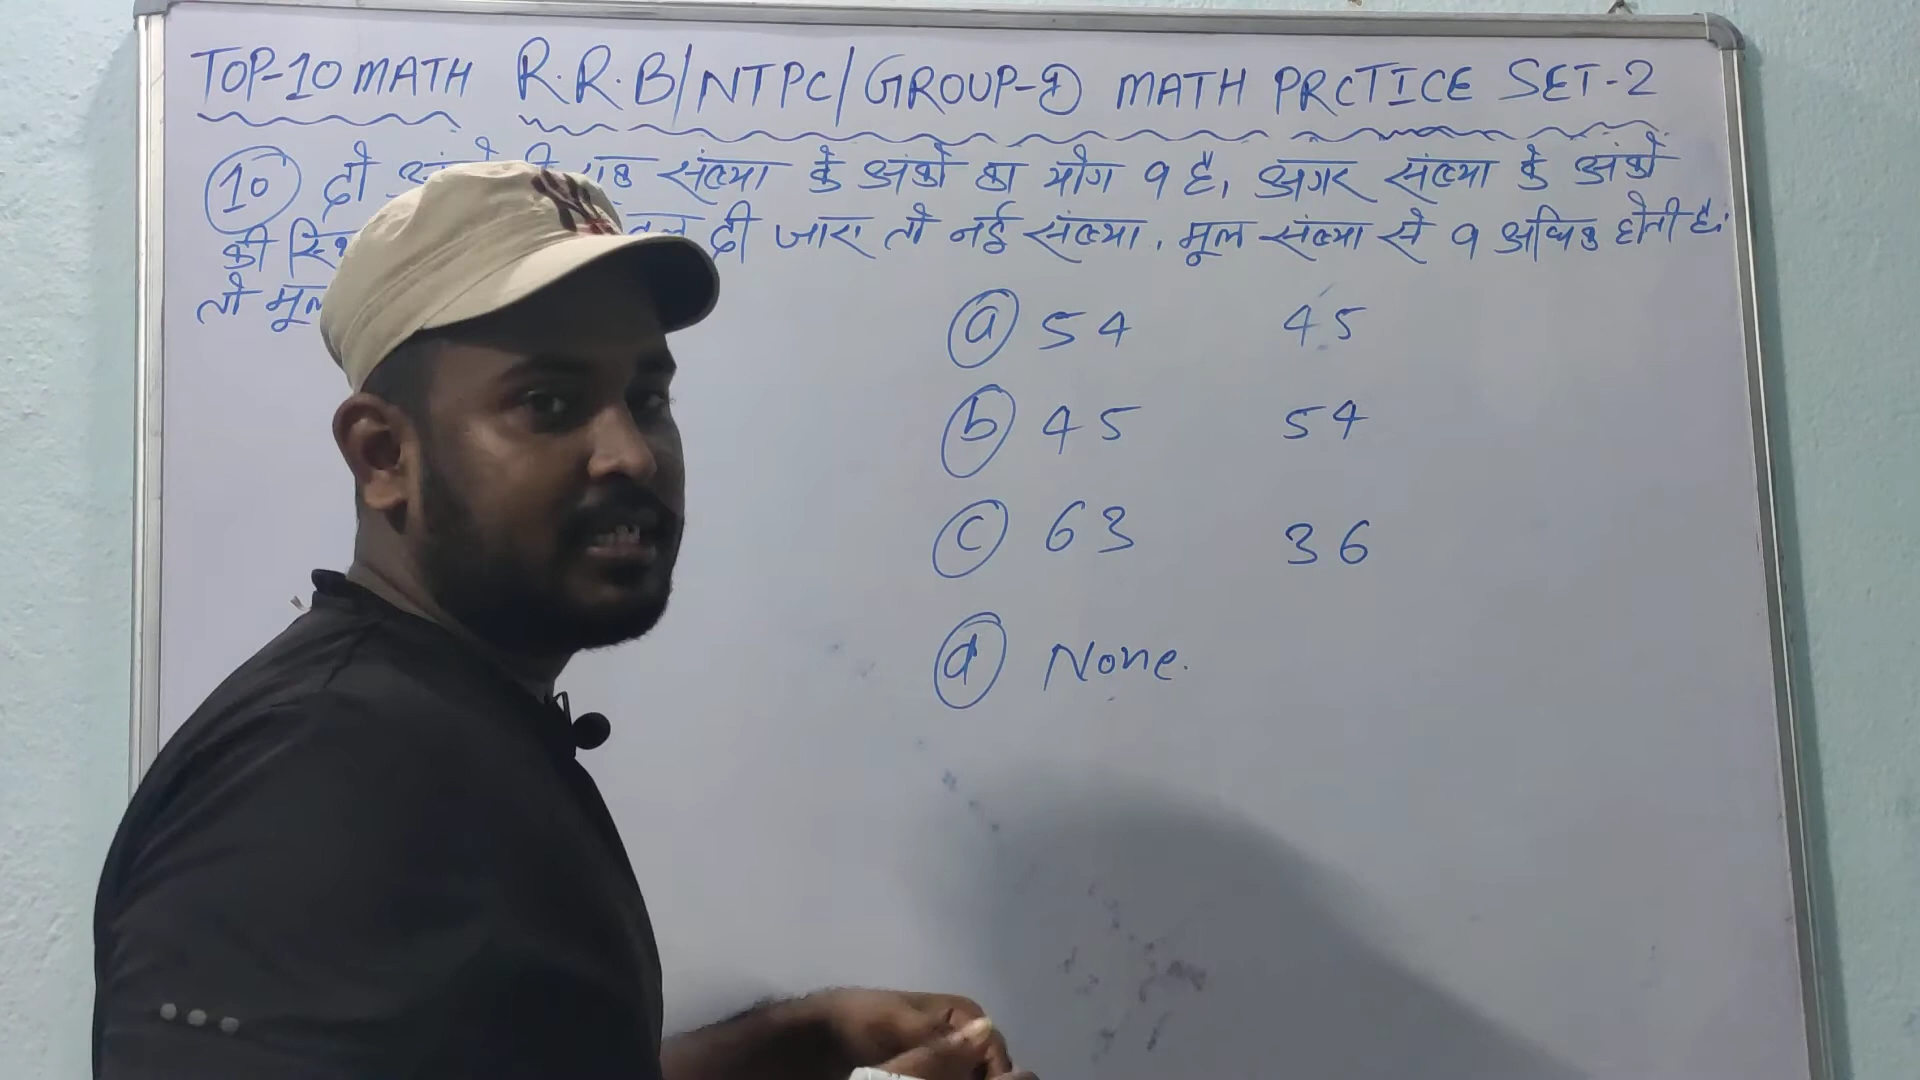 TOP-10 MATH R.R.B/NTPC/GROUP-D MATH PRCTICE SET-2
10 दो संख्या के अंको का योग 9 है, अगर संख्या के अंको
की दी जाए तो नई संख्या, मूल संख्या से 9 अधिक होती है।
तो मूल
a 54 45
b 45 54
c 63 36
d None.